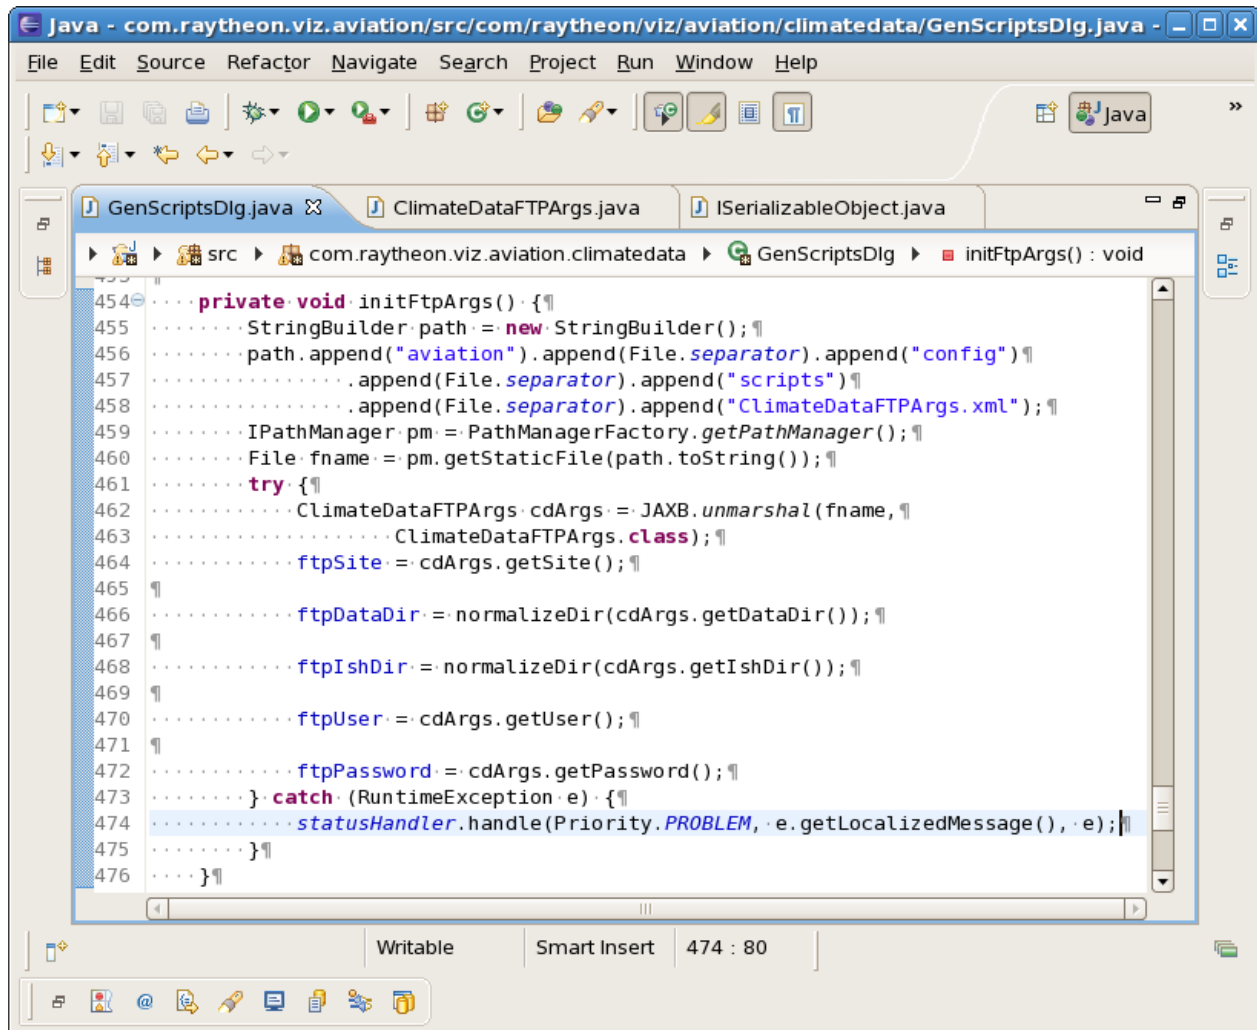 Java - com.raytheon.viz.aviation/src/com/raytheon/viz/aviation/climatedata/GenScriptsDlg.java -
File Edit Source Refactor Navigate Search Project Run Window Help
Java »
GenScriptsDlg.java ClimateDataFTPArgs.java ISerializableObject.java
src com.raytheon.viz.aviation.climatedata GenScriptsDlg initFtpArgs() : void
454 ····private·void·initFtpArgs()·{¶
455 ········StringBuilder·path·=·new·StringBuilder();¶
456 ········path.append("aviation").append(File.separator).append("config")¶
457 ················.append(File.separator).append("scripts")¶
458 ················.append(File.separator).append("ClimateDataFTPArgs.xml");¶
459 ········IPathManager·pm·=·PathManagerFactory.getPathManager();¶
460 ········File·fname·=·pm.getStaticFile(path.toString());¶
461 ········try·{¶
462 ············ClimateDataFTPArgs·cdArgs·=·JAXB.unmarshal(fname,¶
463 ····················ClimateDataFTPArgs.class);¶
464 ············ftpSite·=·cdArgs.getSite();¶
465 ¶
466 ············ftpDataDir·=·normalizeDir(cdArgs.getDataDir());¶
467 ¶
468 ············ftpIshDir·=·normalizeDir(cdArgs.getIshDir());¶
469 ¶
470 ············ftpUser·=·cdArgs.getUser();¶
471 ¶
472 ············ftpPassword·=·cdArgs.getPassword();¶
473 ········}·catch·(RuntimeException·e)·{¶
474 ············statusHandler.handle(Priority.PROBLEM,·e.getLocalizedMessage(),·e);¶
475 ········}¶
476 ····}¶
Writable Smart Insert 474 : 80